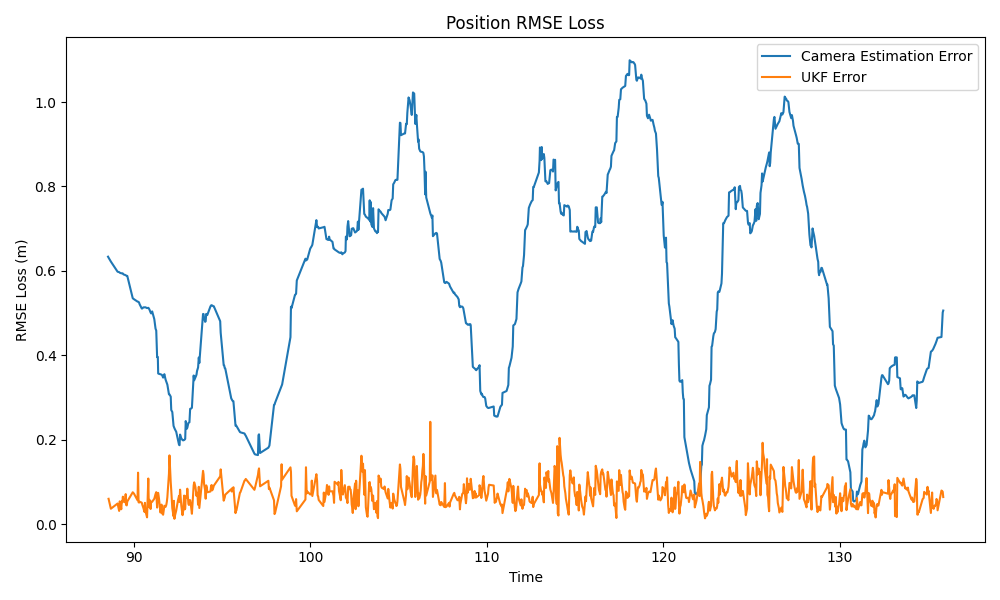 Position RMSE Loss
Camera Estimation Error
UKF Error
RMSE Loss (m)
1.0
0.8
0.6
0.4
0.2
0.0
90
100
110
120
130
Time